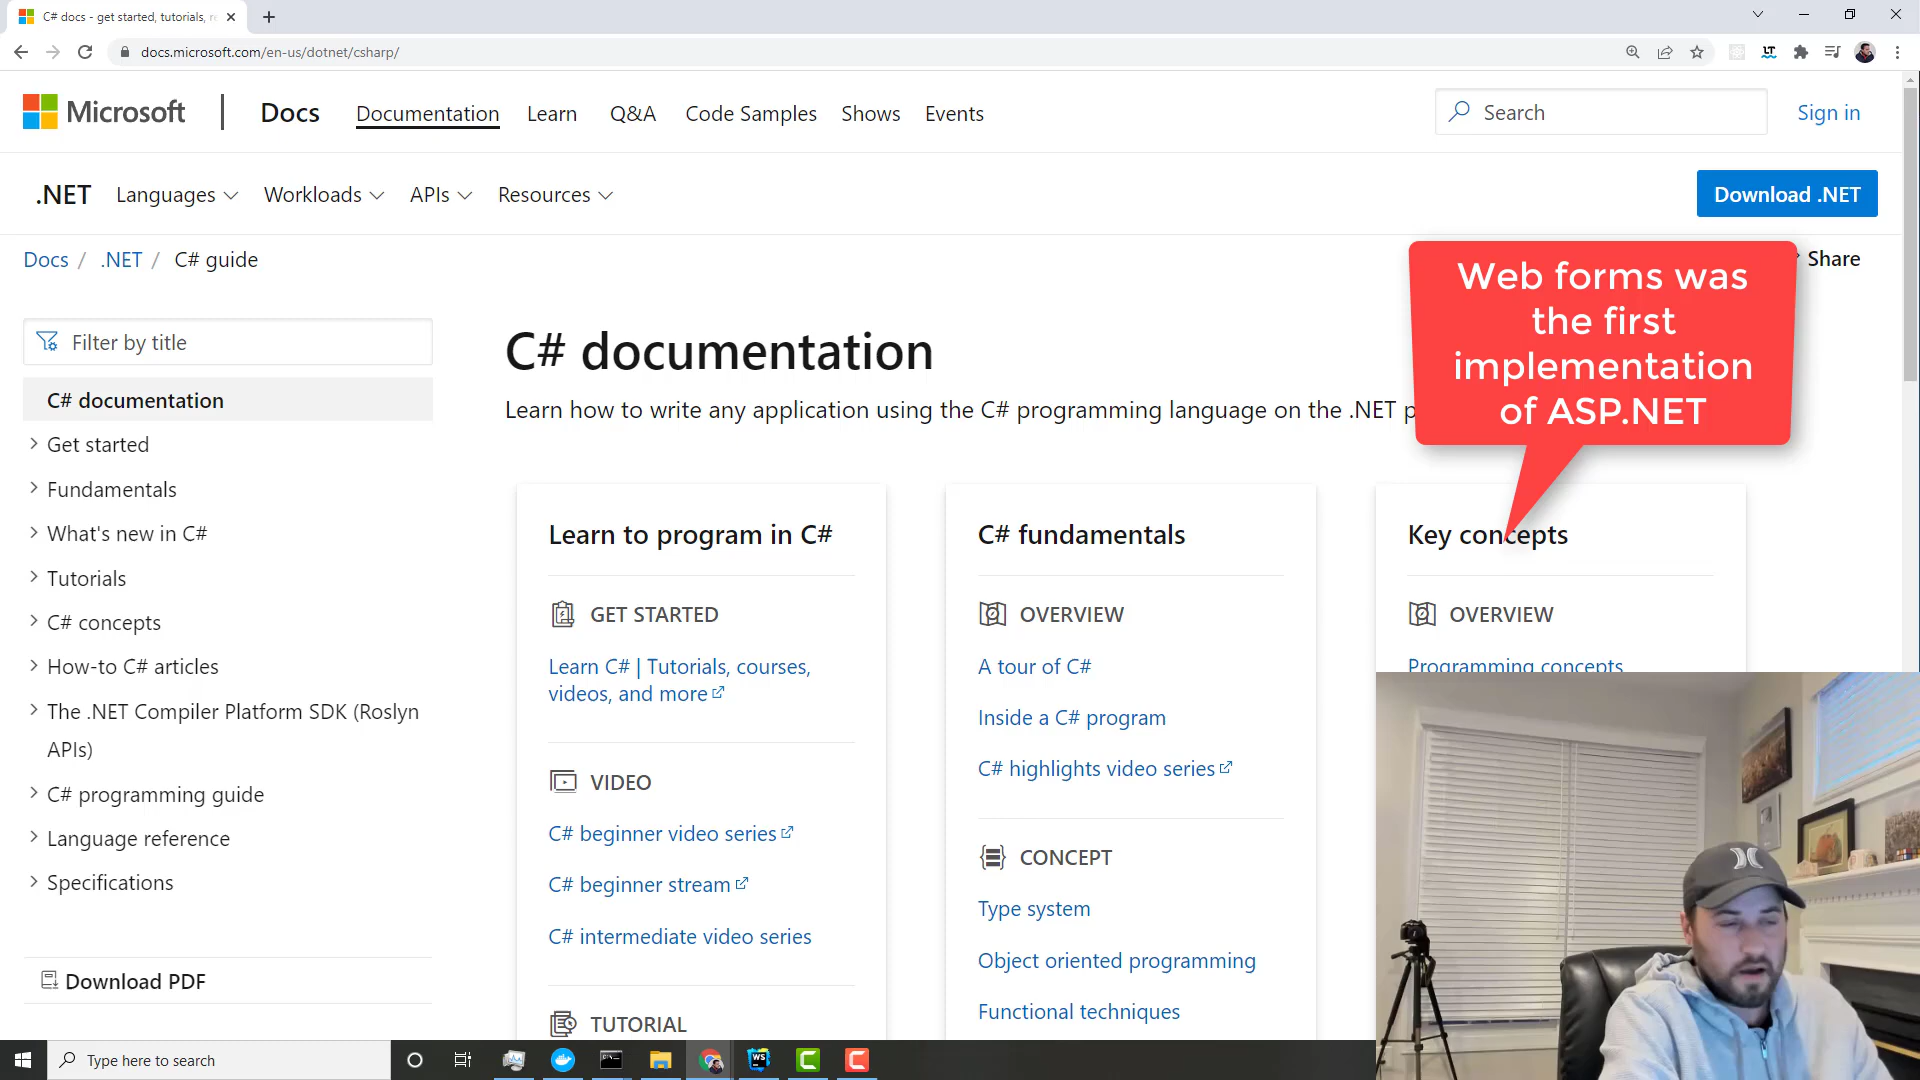 C# docs - get started, tutorials, re
docs.microsoft.com/en-us/dotnet/csharp/
LT
Microsoft
Docs
Documentation
Learn
Q&A
Code Samples
Shows
Events
Search
Sign in
.NET
Languages
Workloads
APIs
Resources
Download .NET
Docs / .NET / C# guide
Share
Web forms was
the first
implementation
of ASP.NET
Filter by title
C# documentation
Get started
Fundamentals
What's new in C#
Tutorials
C# concepts
How-to C# articles
The .NET Compiler Platform SDK (Roslyn
APIs)
C# programming guide
Language reference
Specifications
Download PDF
C# documentation
Learn how to write any application using the C# programming language on the .NET p
Learn to program in C#
GET STARTED
Learn C# | Tutorials, courses,
videos, and more
VIDEO
C# beginner video series
C# beginner stream
C# intermediate video series
TUTORIAL
C# fundamentals
OVERVIEW
A tour of C#
Inside a C# program
C# highlights video series
CONCEPT
Type system
Object oriented programming
Functional techniques
Key concepts
OVERVIEW
Programming concepts
Type here to search
WS
C
C